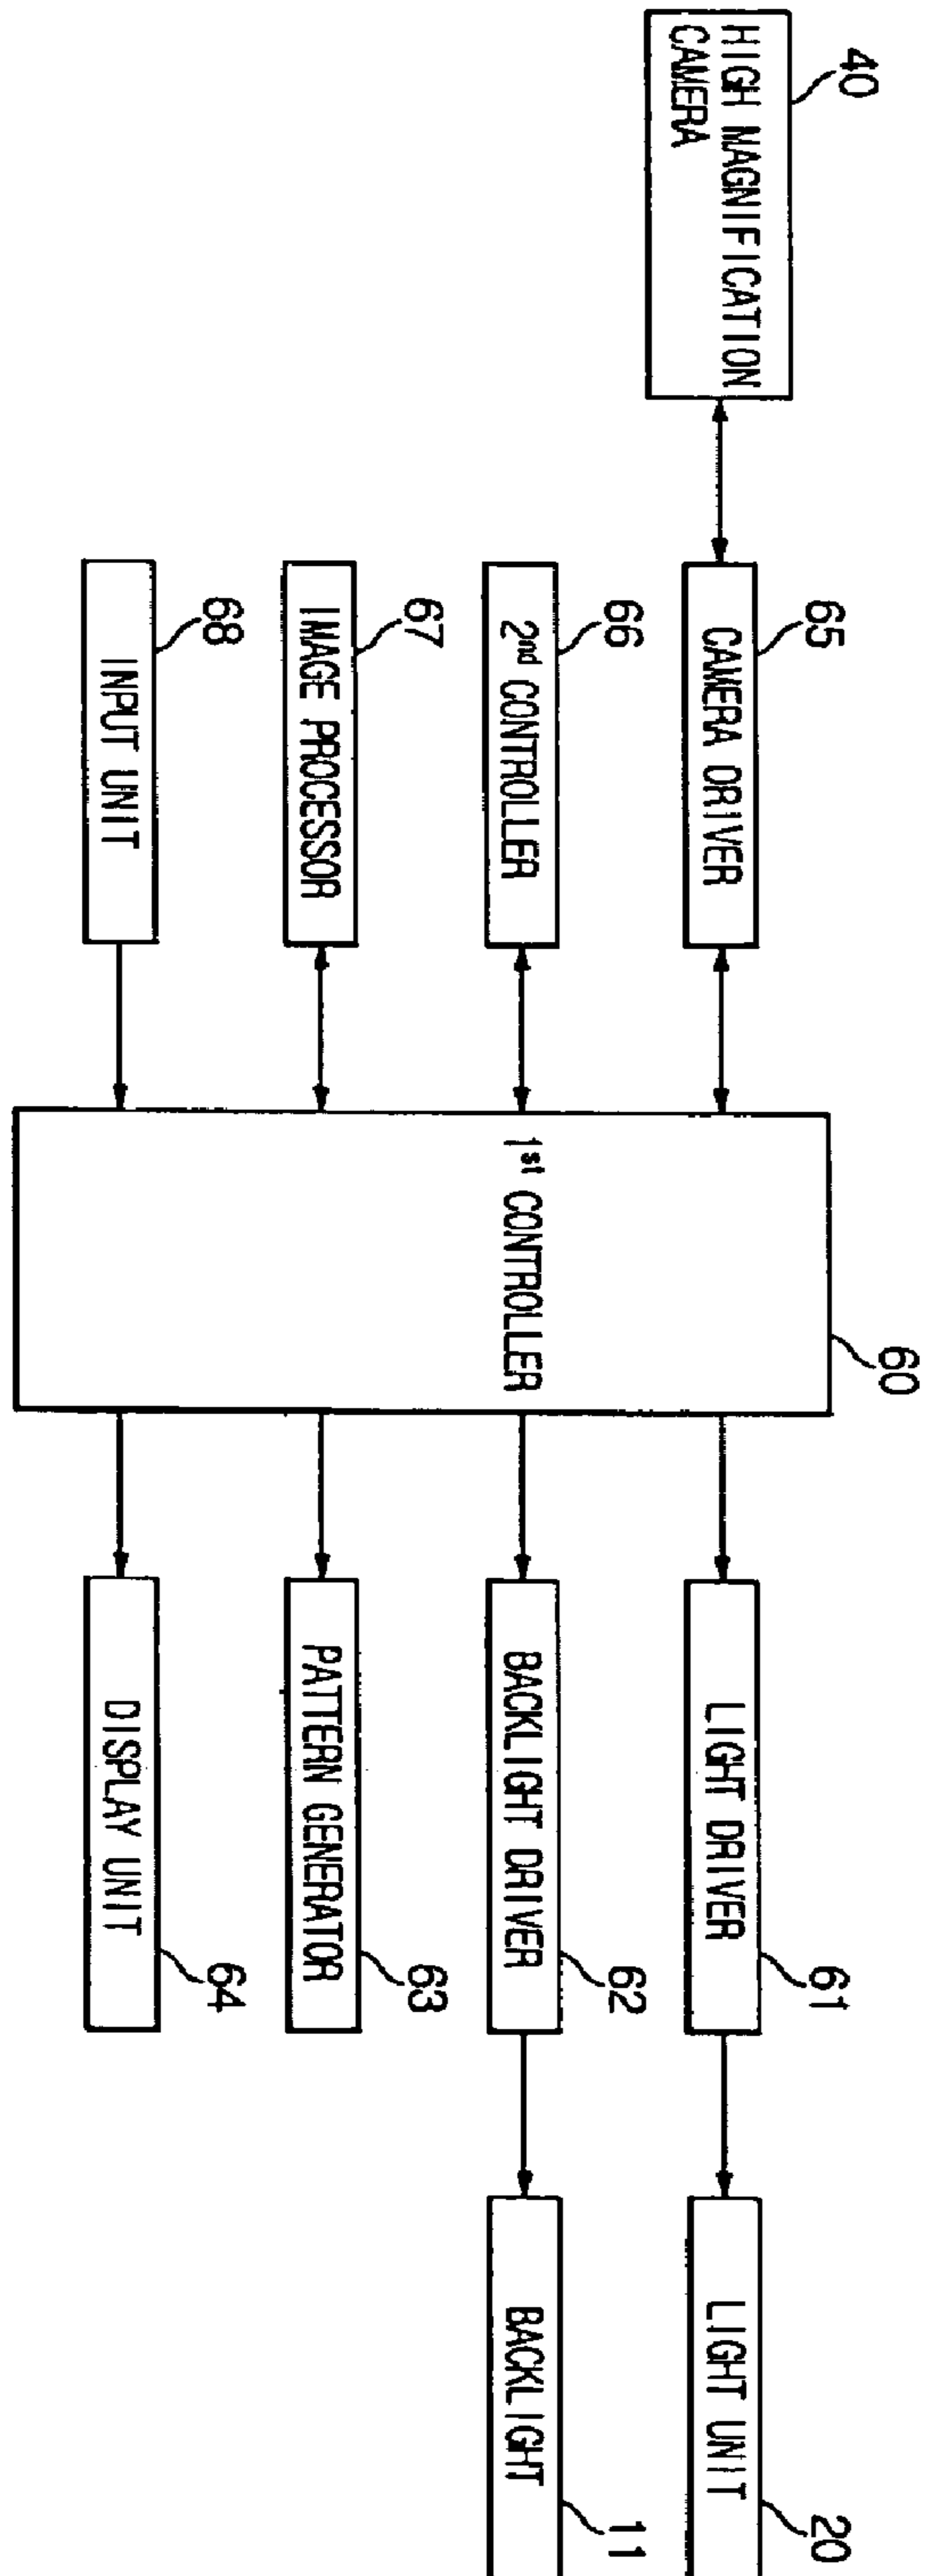 40
HIGH MAGNIFICATION
CAMERA
65
CAMERA DRIVER
66
2nd CONTROLLER
67
IMAGE PROCESSOR
68
INPUT UNIT
60
1st CONTROLLER
61
LIGHT DRIVER
62
BACKLIGHT DRIVER
63
PATTERN GENERATOR
64
DISPLAY UNIT
20
LIGHT UNIT
11
BACKLIGHT